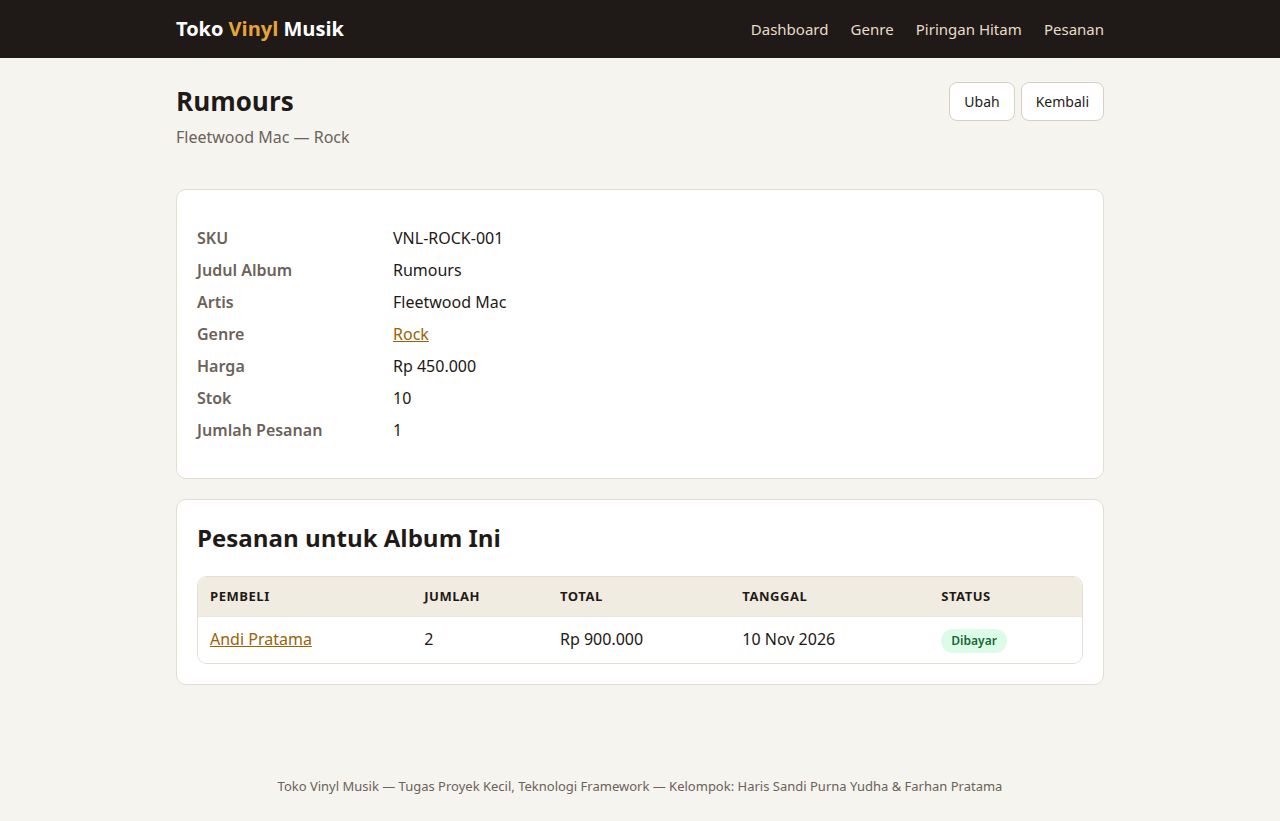 Toko Vinyl Musik
Dashboard Genre Piringan Hitam Pesanan
Rumours
Ubah Kembali
Fleetwood Mac — Rock
SKU VNL-ROCK-001
Judul Album Rumours
Artis Fleetwood Mac
Genre Rock
Harga Rp 450.000
Stok 10
Jumlah Pesanan 1
Pesanan untuk Album Ini
PEMBELI JUMLAH TOTAL TANGGAL STATUS
Andi Pratama 2 Rp 900.000 10 Nov 2026 Dibayar
Toko Vinyl Musik — Tugas Proyek Kecil, Teknologi Framework — Kelompok: Haris Sandi Purna Yudha & Farhan Pratama